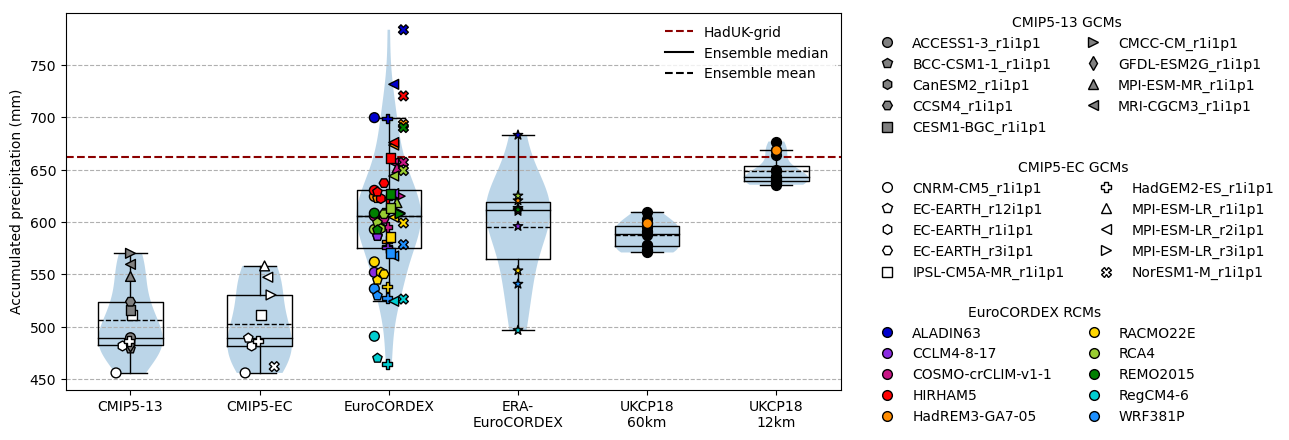 Accumulated precipitation (mm)
750
700
650
600
550
500
450
HadUK-grid
Ensemble median
Ensemble mean
CMIP5-13
CMIP5-EC
EuroCORDEX
ERA-
EuroCORDEX
UKCP18
60km
UKCP18
12km
CMIP5-13 GCMs
ACCESS1-3_r1i1p1
BCC-CSM1-1_r1i1p1
CanESM2_r1i1p1
CCSM4_r1i1p1
CESM1-BGC_r1i1p1
CMCC-CM_r1i1p1
GFDL-ESM2G_r1i1p1
MPI-ESM-MR_r1i1p1
MRI-CGCM3_r1i1p1
CMIP5-EC GCMs
CNRM-CM5_r1i1p1
EC-EARTH_r12i1p1
EC-EARTH_r1i1p1
EC-EARTH_r3i1p1
IPSL-CM5A-MR_r1i1p1
HadGEM2-ES_r1i1p1
MPI-ESM-LR_r1i1p1
MPI-ESM-LR_r2i1p1
MPI-ESM-LR_r3i1p1
NorESM1-M_r1i1p1
EuroCORDEX RCMs
ALADIN63
CCLM4-8-17
COSMO-crCLIM-v1-1
HIRHAM5
HadREM3-GA7-05
RACMO22E
RCA4
REMO2015
RegCM4-6
WRF381P